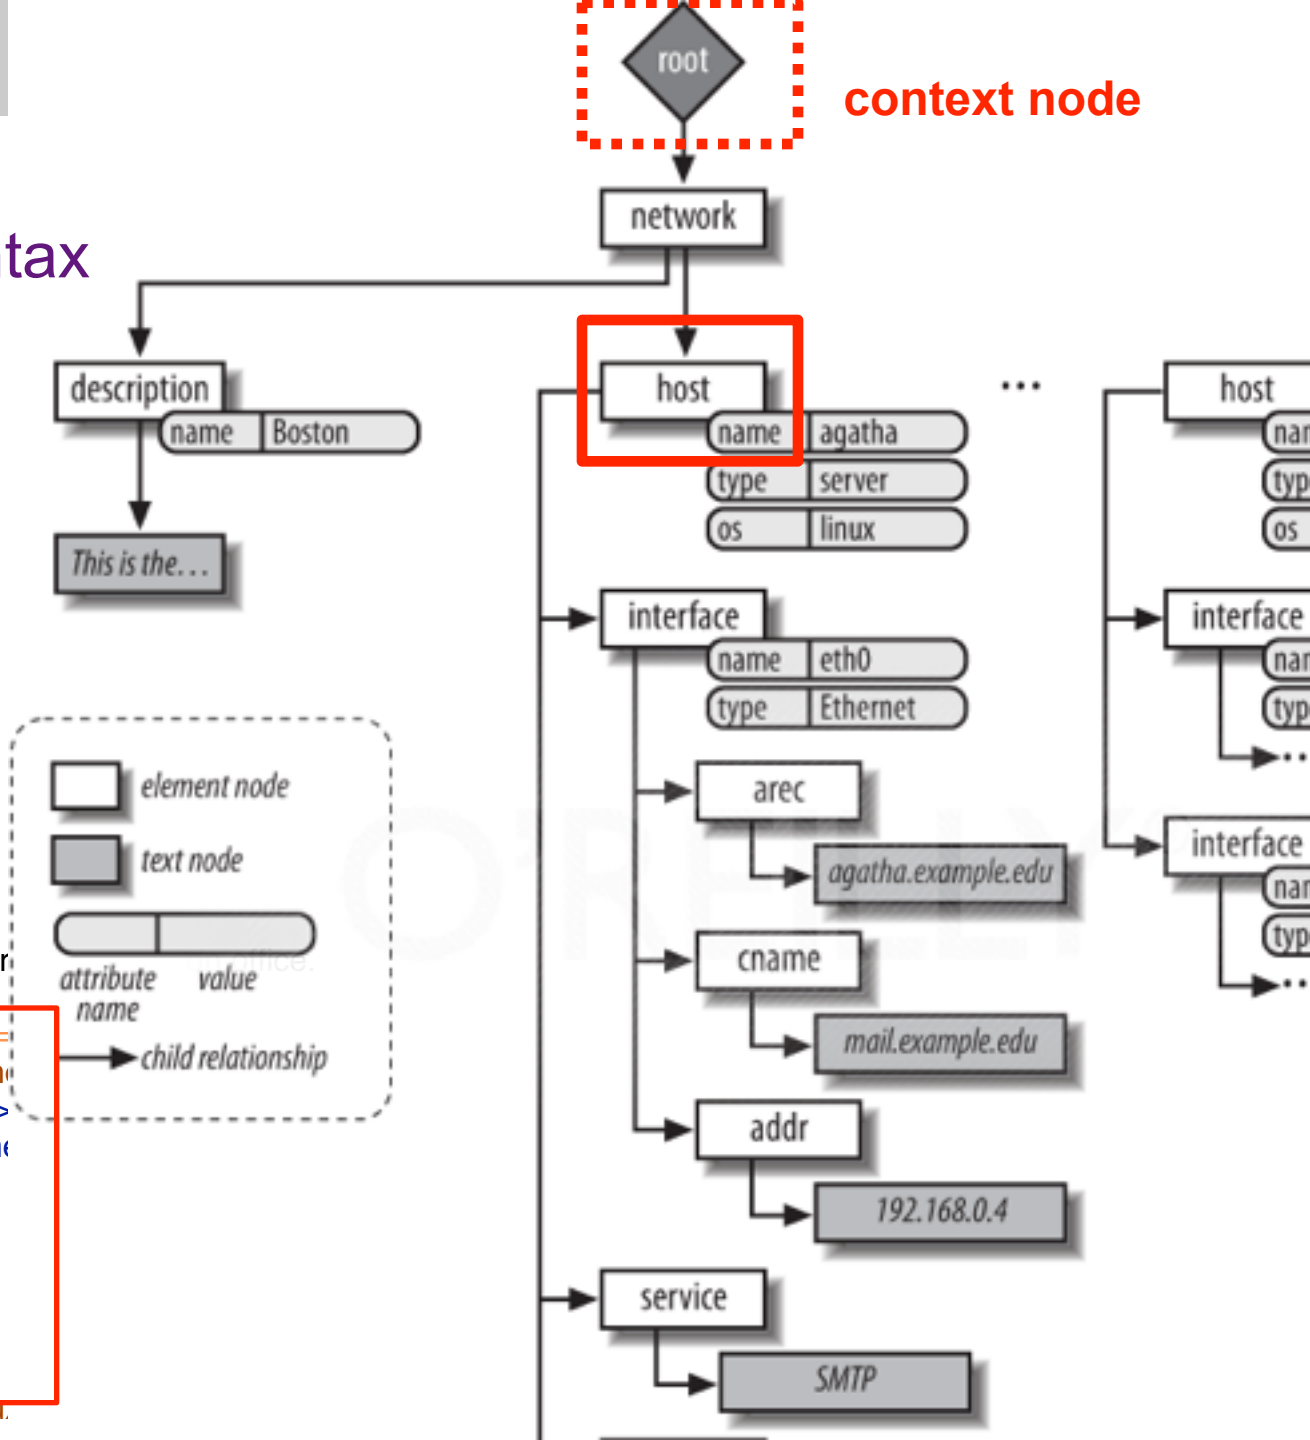 root
context node
network
tax
description
name Boston
This is the...
host
name agatha
type server
os linux
...
host
os
interface
name eth0
type Ethernet
arec
agatha.example.edu
cname
mail.example.edu
addr
192.168.0.4
service
SMTP
interface
interface
element node
text node
attribute name
value
child relationship
O'REILLY
office.